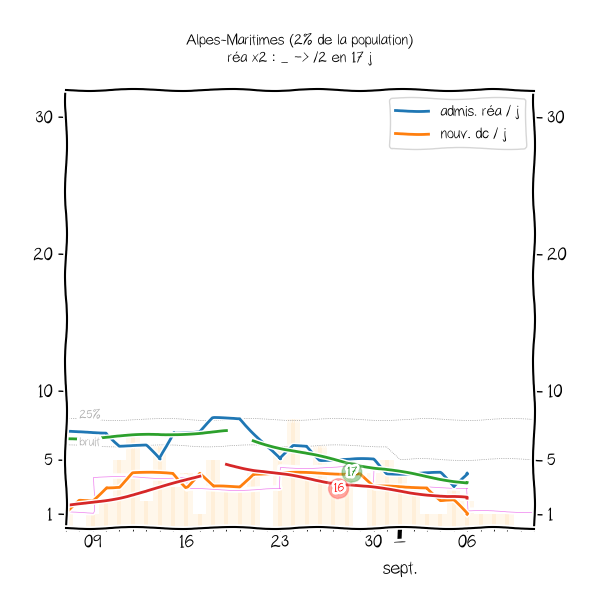 Alpes-Maritimes (2% de la population)
réa x2 : _ -> /2 en 17 j
admis. réa / j
nouv. dc / j
30 30
20 20
10 10
25%
bruit
5 5
17
16
1 1
09 16 23 30 1 06
sept.